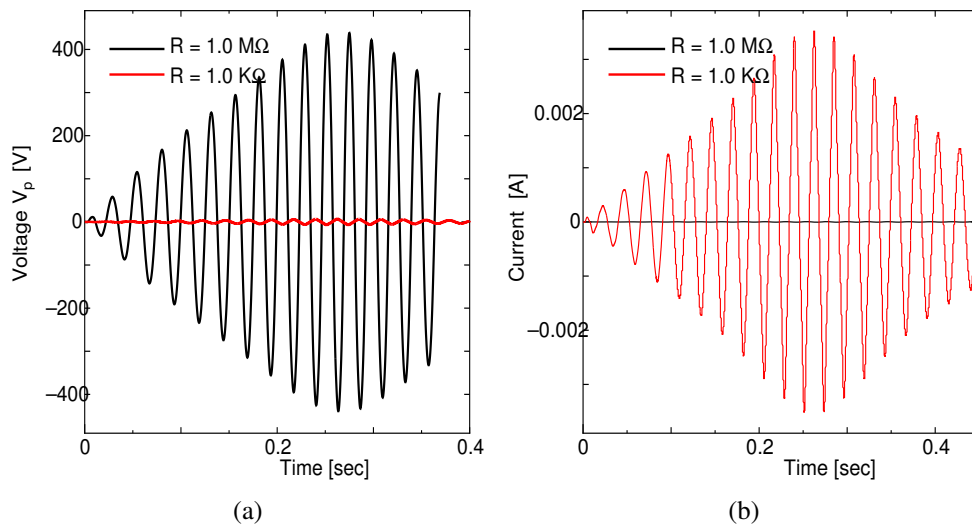 R = 1.0 MΩ
R = 1.0 KΩ
400
200
0
−200
−400
Voltage Vp [V]
0
0.2
0.4
Time [sec]
(a)
R = 1.0 MΩ
R = 1.0 KΩ
0.002
0
−0.002
Current [A]
0
0.2
0.4
Time [sec]
(b)